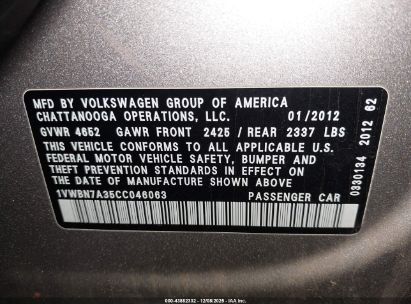 MFD BY VOLKSWAGEN GROUP OF AMERICA
CHATTANOOGA OPERATIONS, LLC. 01/2012
GVWR 4652 GAWR FRONT 2425 / REAR 2337 LBS
THIS VEHICLE CONFORMS TO ALL APPLICABLE U.S.
FEDERAL MOTOR VEHICLE SAFETY, BUMPER AND
THEFT PREVENTION STANDARDS IN EFFECT ON
THE DATE OF MANUFACTURE SHOWN ABOVE.
1VWBN7A35CC046063 PASSENGER CAR
0330134 2012 62